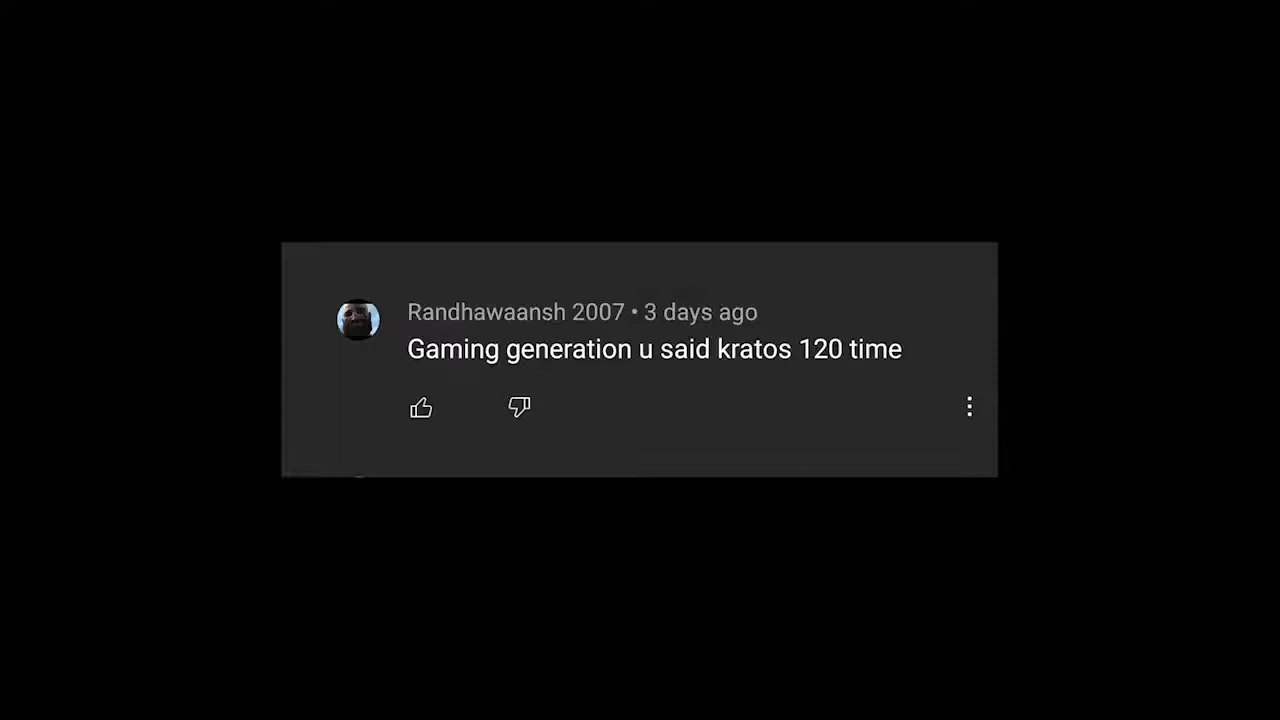 Randhawaansh 2007 • 3 days ago
Gaming generation u said kratos 120 time